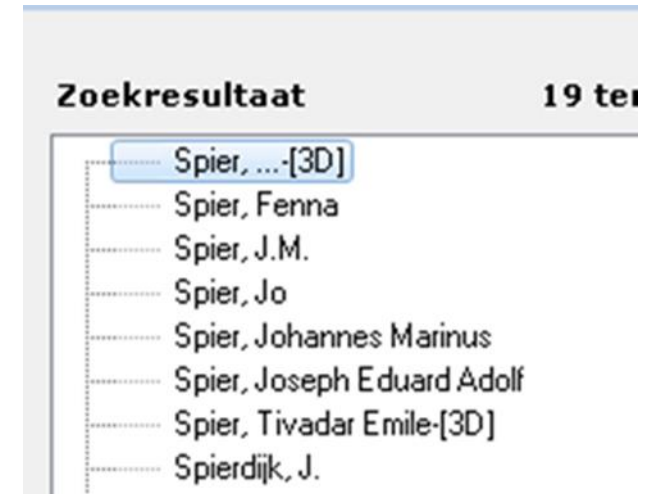 Zoekresultaat 19 ter
Spier, ...-[3D]
Spier, Fenna
Spier, J.M.
Spier, Jo
Spier, Johannes Marinus
Spier, Joseph Eduard Adolf
Spier, Tivadar Emile-[3D]
Spierdijk, J.